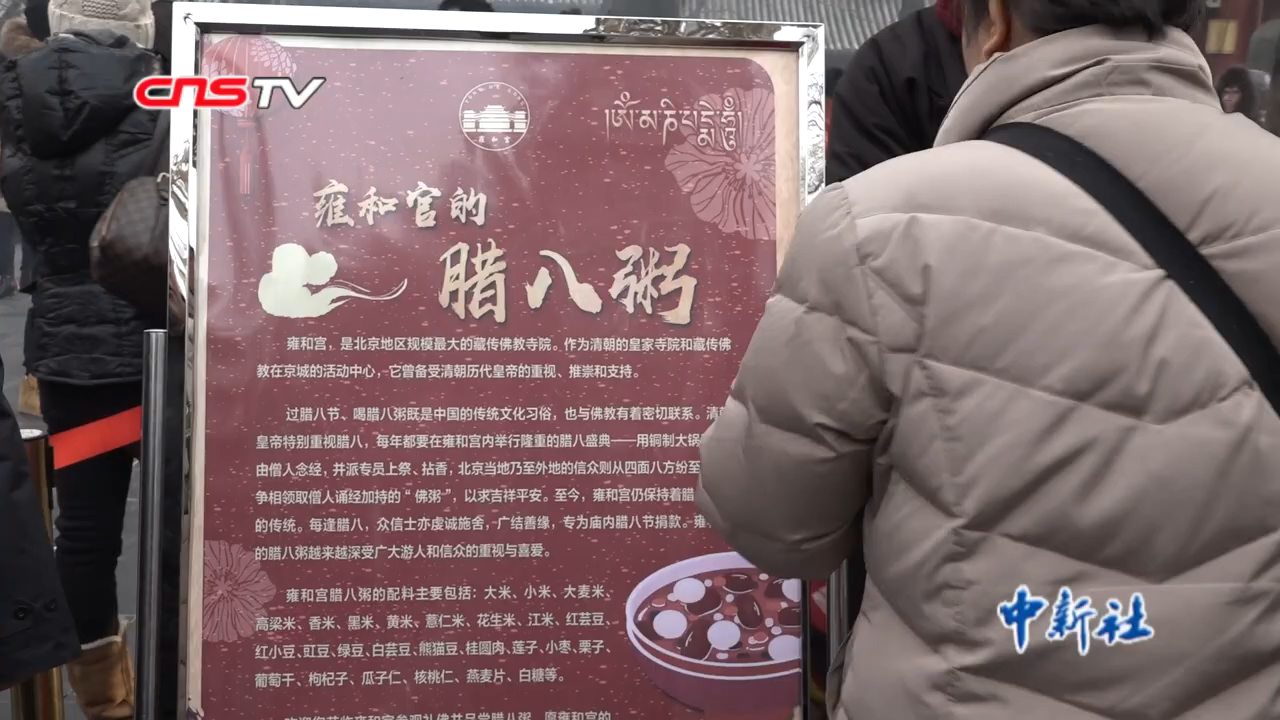 CNSTV
雍和宫
ༀམཎིཔདྨེཧཱུྃ
雍和宫的
腊八粥
雍和宫，是北京地区规模最大的藏传佛教寺院。作为清朝的皇家寺院和藏传佛
教在京城的活动中心，它曾备受清朝历代皇帝的重视、推崇和支持。
过腊八节、喝腊八粥既是中国的传统文化习俗，也与佛教有着密切联系。清
皇帝特别重视腊八，每年都要在雍和宫内举行隆重的腊八盛典——用铜制大锅
由僧人念经，并派专员上祭、拈香，北京当地乃至外地的信众则从四面八方纷至
争相领取僧人诵经加持的“佛粥”，以求吉祥平安。至今，雍和宫仍保持着腊
的传统。每逢腊八，众信士亦虔诚施舍，广结善缘，专为庙内腊八节捐款。雍
的腊八粥越来越深受广大游人和信众的重视与喜爱。
雍和宫腊八粥的配料主要包括：大米、小米、大麦米、
高粱米、香米、黑米、黄米、薏仁米、花生米、江米、红芸豆、
红小豆、豇豆、绿豆、白芸豆、熊猫豆、桂圆肉、莲子、小枣、栗子、
葡萄干、枸杞子、瓜子仁、核桃仁、燕麦片、白糖等。
中新社